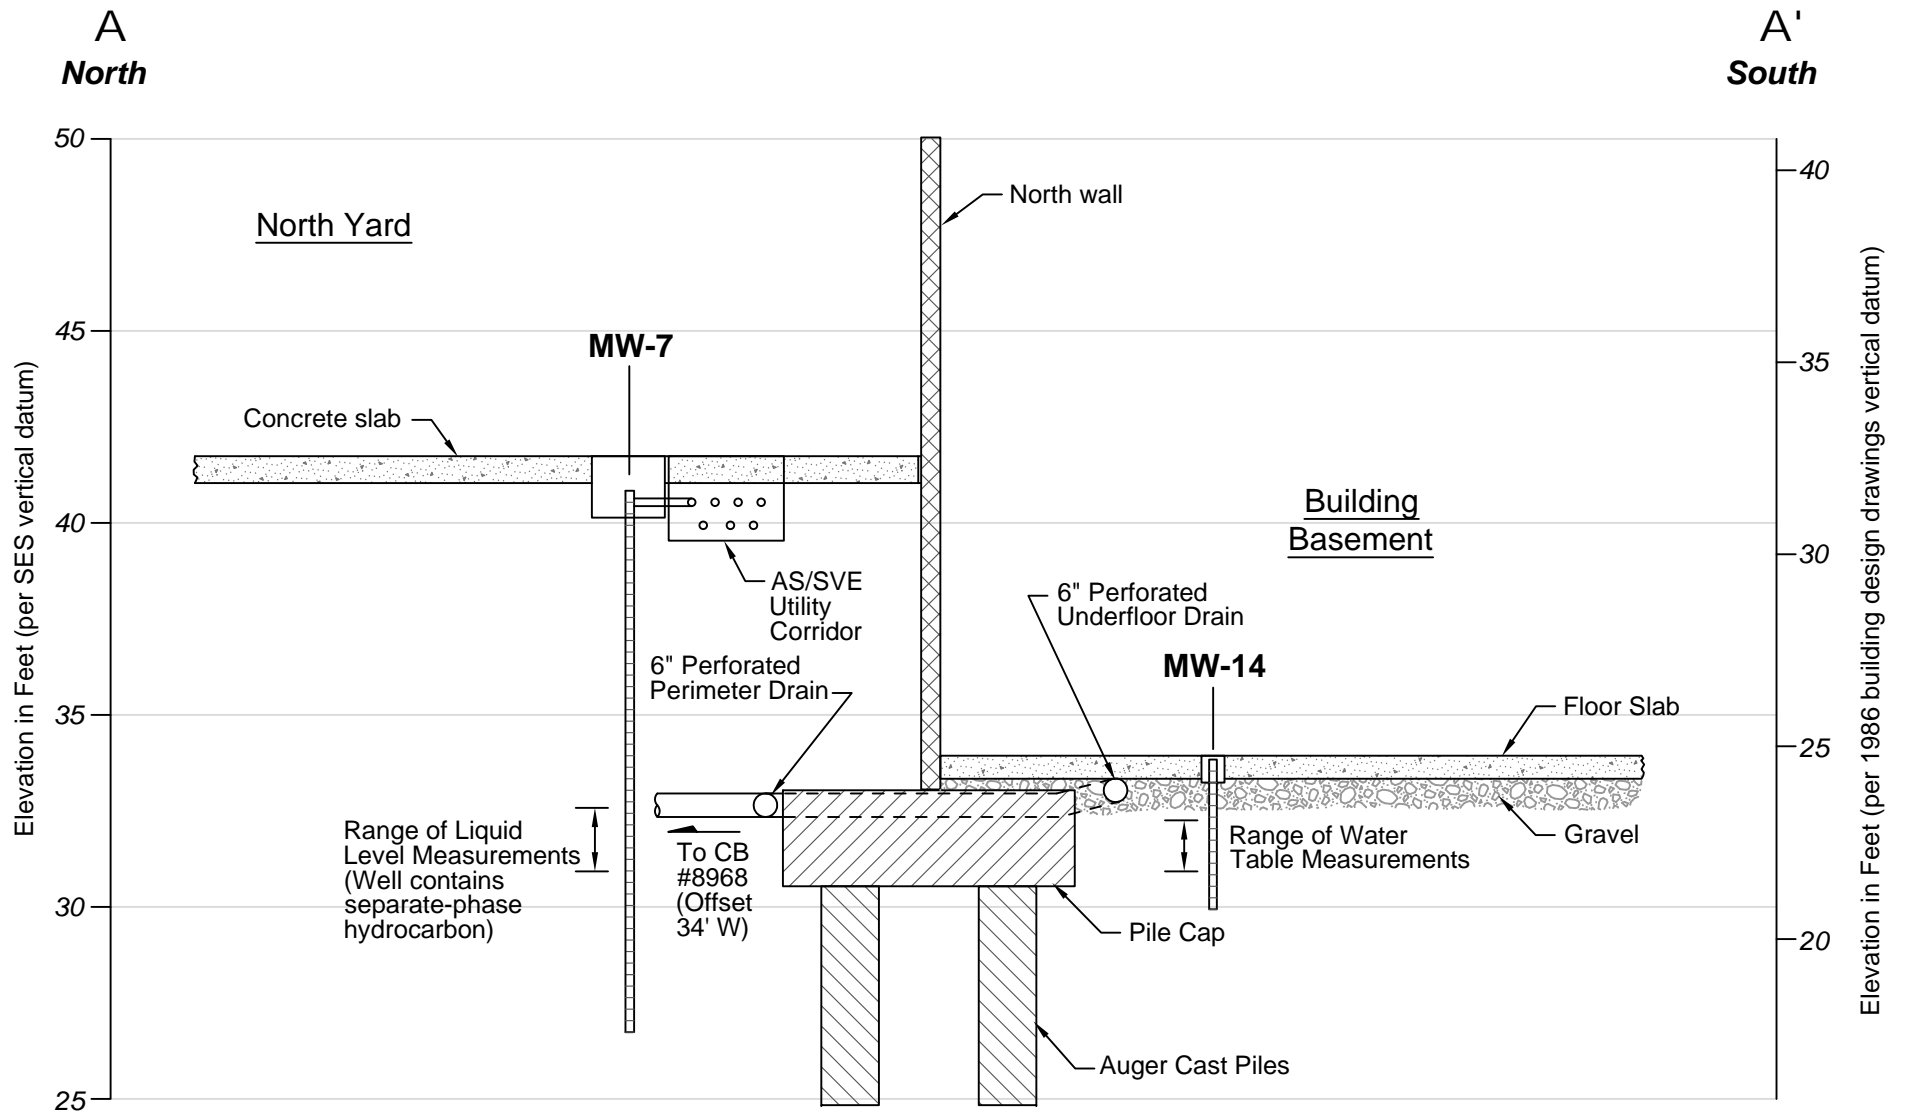 A
A'
North
South
50
45
40
35
30
25
Elevation in Feet (per SES vertical datum)
40
35
30
25
20
Elevation in Feet (per 1986 building design drawings vertical datum)
North Yard
North wall
MW-7
Concrete slab
AS/SVE
Utility
Corridor
6" Perforated
Perimeter Drain
Building
Basement
6" Perforated
Underfloor Drain
MW-14
Floor Slab
Range of Liquid
Level Measurements
(Well contains
separate-phase
hydrocarbon)
To CB
#8968
(Offset
34' W)
Range of Water
Table Measurements
Gravel
Pile Cap
Auger Cast Piles